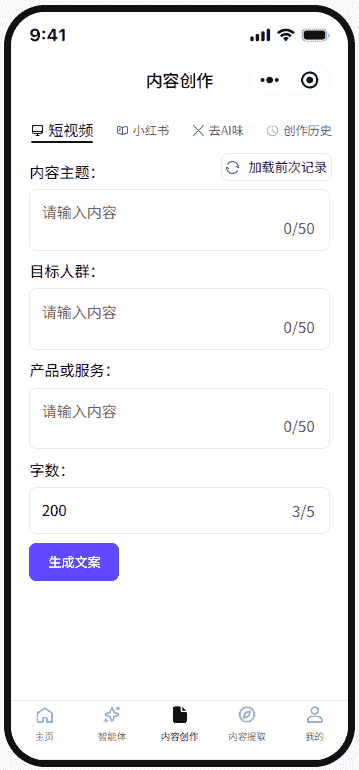 9:41
内容创作
短视频 小红书 去AI味 创作历史
加载前次记录
内容主题：
请输入内容
0/50
目标人群：
请输入内容
0/50
产品或服务：
请输入内容
0/50
字数：
200 3/5
生成文案
主页 智能体 内容创作 内容提取 我的